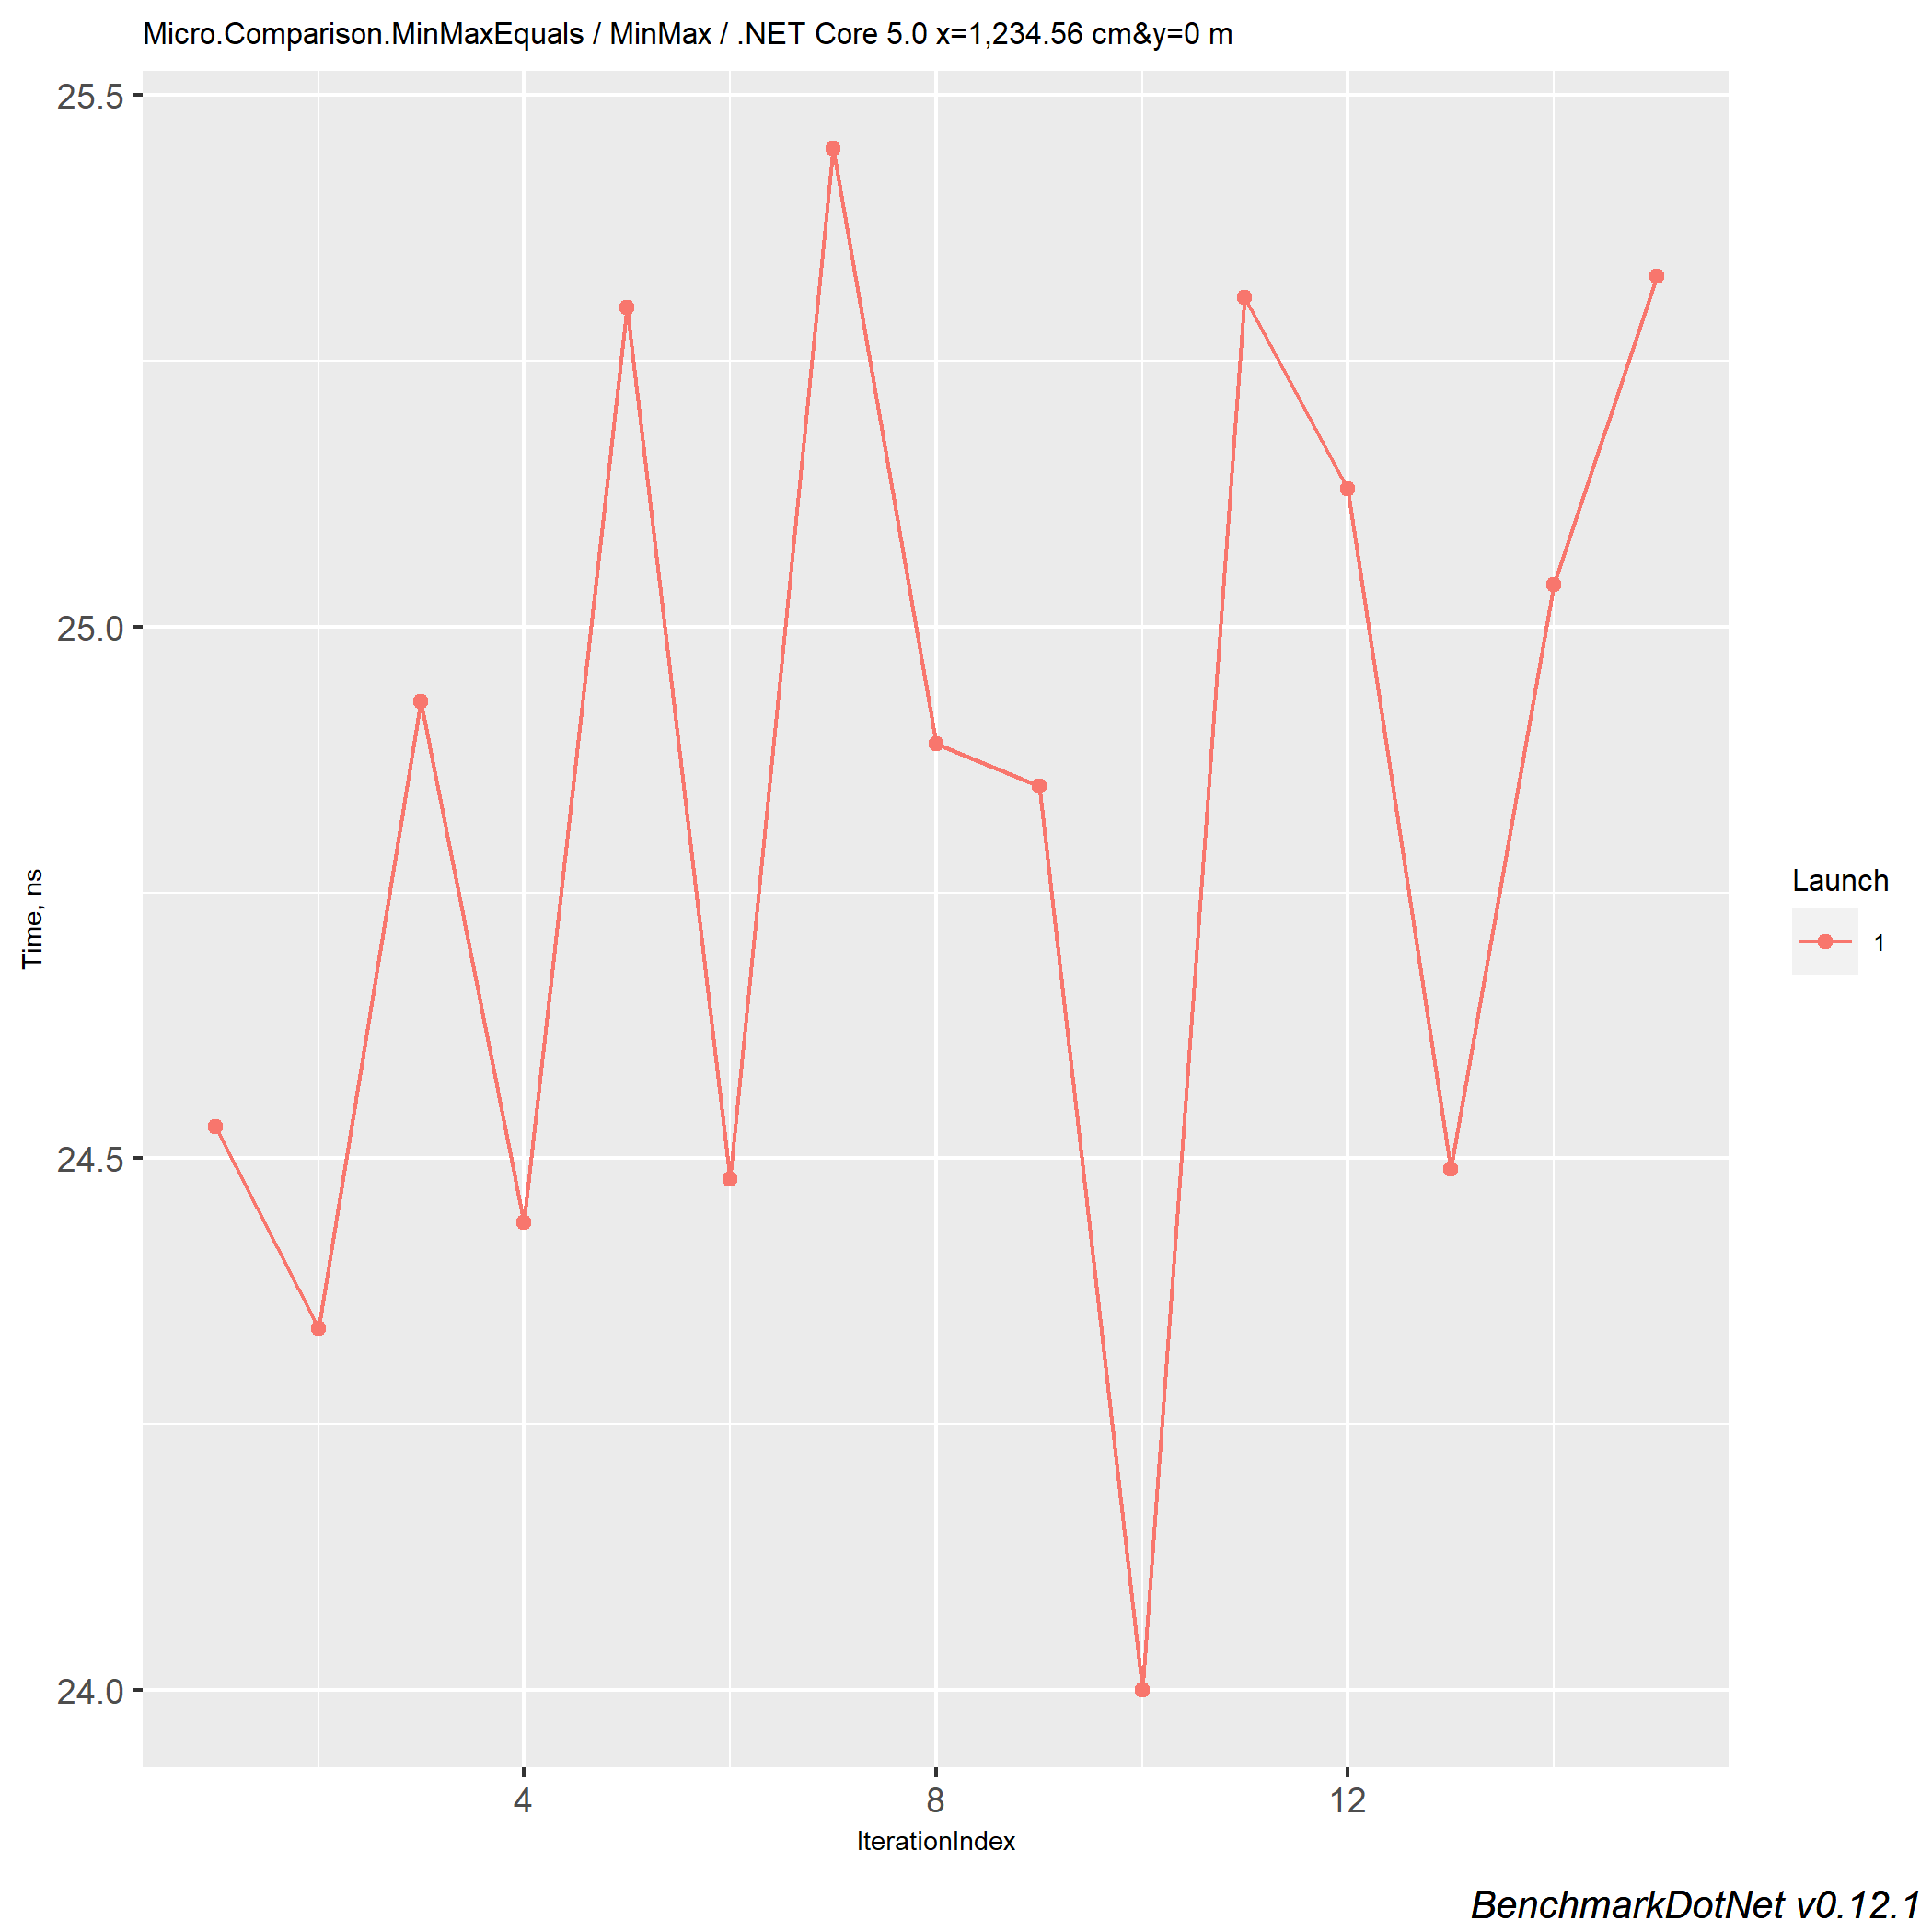 Micro.Comparison.MinMaxEquals / MinMax / .NET Core 5.0 x=1,234.56 cm&y=0 m
25.5
25.0
24.5
24.0
Time, ns
4
8
12
IterationIndex
Launch
1
BenchmarkDotNet v0.12.1